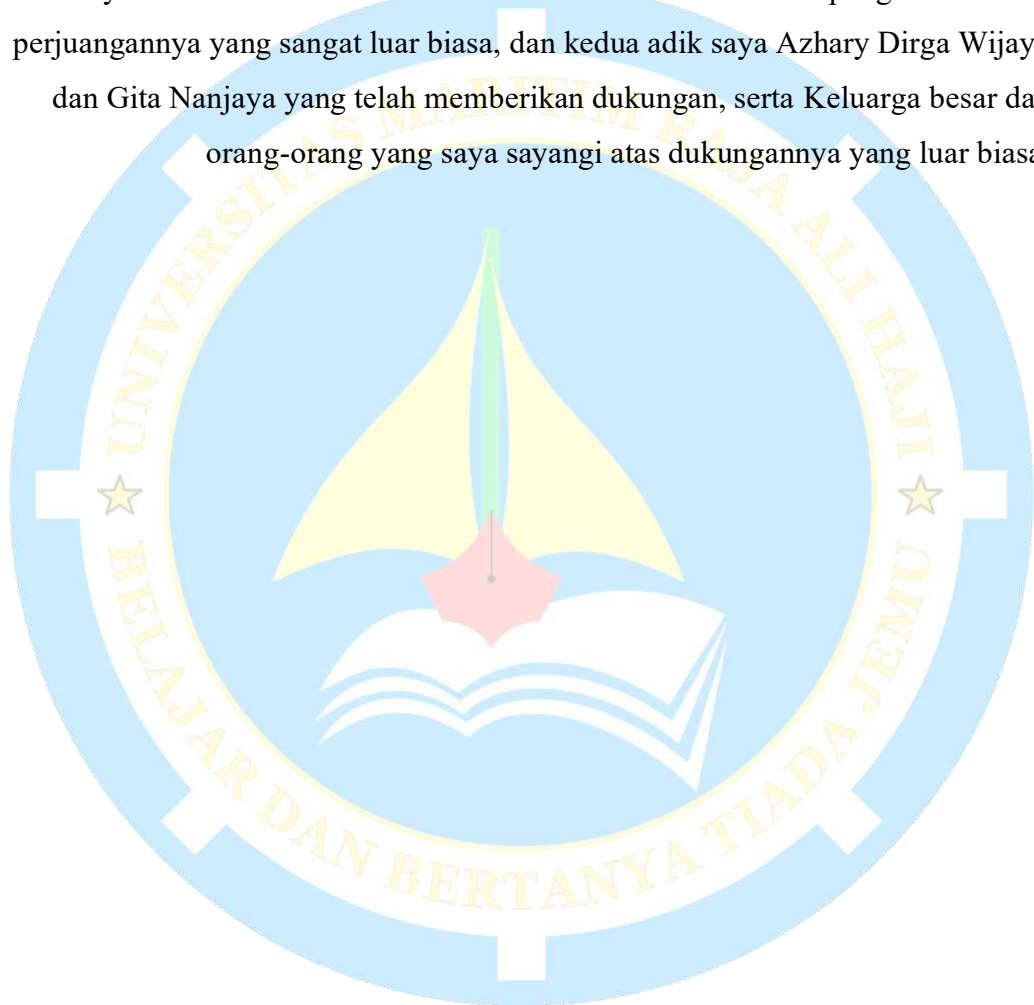 perjuangannya yang sangat luar biasa, dan kedua adik saya Azhary Dirga Wijay
dan Gita Nanjaya yang telah memberikan dukungan, serta Keluarga besar da
orang-orang yang saya sayangi atas dukungannya yang luar biasa
UNIVERSITAS MARITIM RAJA ALI HAJI
BELAJAR DAN BERTANYA TIADA JEMU